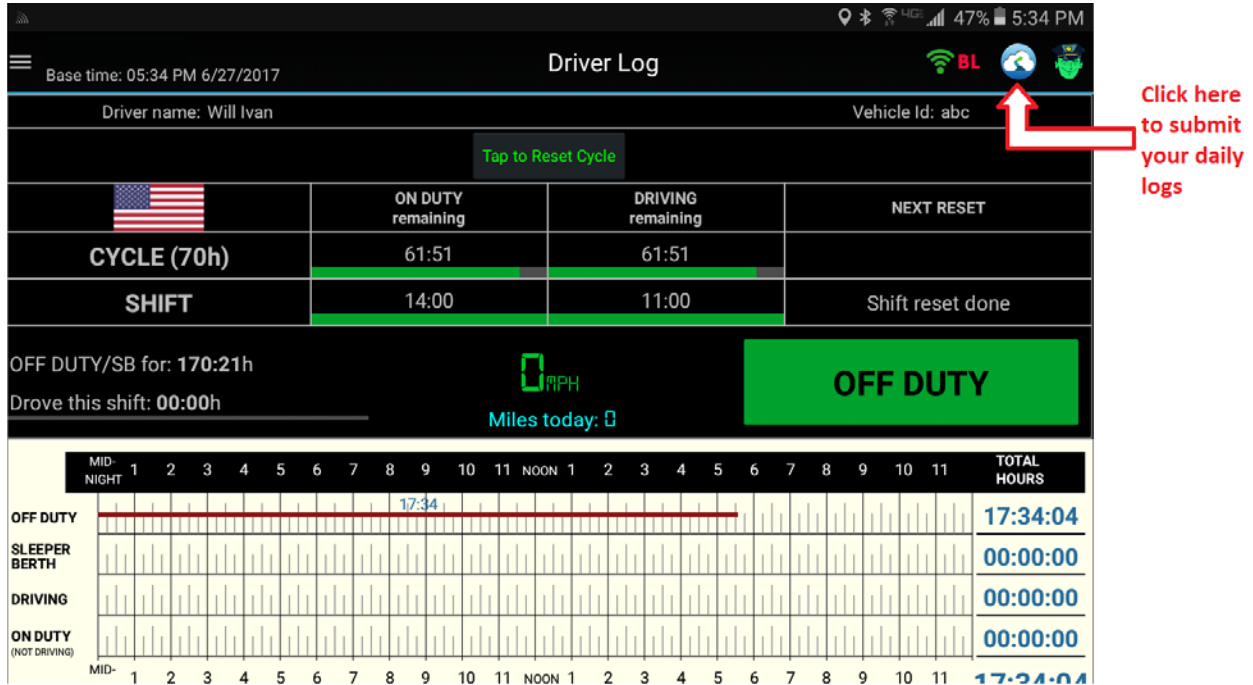 4GE 47% 5:34 PM
Base time: 05:34 PM 6/27/2017
Driver Log
BL
Click here
to submit
your daily
logs
Driver name: Will Ivan
Vehicle Id: abc
Tap to Reset Cycle
ON DUTY
remaining
DRIVING
remaining
NEXT RESET
CYCLE (70h) 61:51 61:51
SHIFT 14:00 11:00 Shift reset done
OFF DUTY/SB for: 170:21h
Drove this shift: 00:00h
0 MPH
Miles today: 0
OFF DUTY
MID-
NIGHT 1 2 3 4 5 6 7 8 9 10 11 NOON 1 2 3 4 5 6 7 8 9 10 11
TOTAL
HOURS
17:34
OFF DUTY 17:34:04
SLEEPER
BERTH 00:00:00
DRIVING 00:00:00
ON DUTY
(NOT DRIVING) 00:00:00
MID-
1 2 3 4 5 6 7 8 9 10 11 NOON 1 2 3 4 5 6 7 8 9 10 11 17:34:04